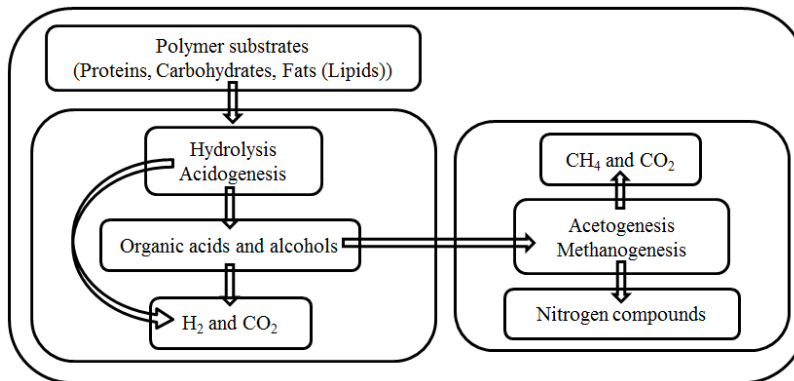 Polymer substrates
(Proteins, Carbohydrates, Fats (Lipids))
Hydrolysis
Acidogenesis
Organic acids and alcohols
H₂ and CO₂
CH₄ and CO₂
Acetogenesis
Methanogenesis
Nitrogen compounds